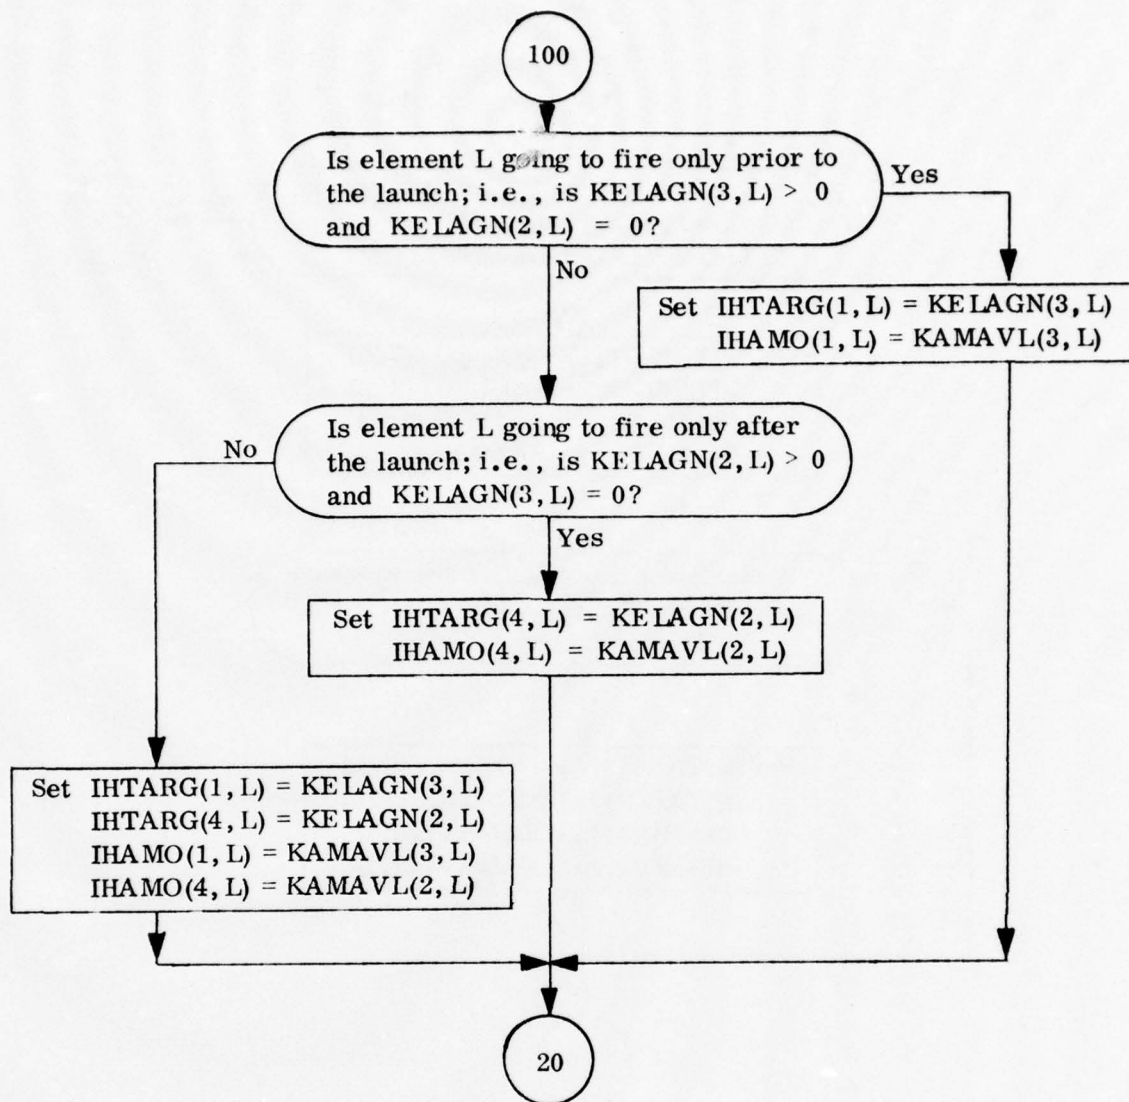 100
Is element L going to fire only prior to
the launch; i.e., is KELAGN(3, L) > 0
and KELAGN(2, L) = 0?
Yes
No
Set IHTARG(1, L) = KELAGN(3, L)
IHAMO(1, L) = KAMAVL(3, L)
Is element L going to fire only after
the launch; i.e., is KELAGN(2, L) > 0
and KELAGN(3, L) = 0?
No
Yes
Set IHTARG(4, L) = KELAGN(2, L)
IHAMO(4, L) = KAMAVL(2, L)
Set IHTARG(1, L) = KELAGN(3, L)
IHTARG(4, L) = KELAGN(2, L)
IHAMO(1, L) = KAMAVL(3, L)
IHAMO(4, L) = KAMAVL(2, L)
20